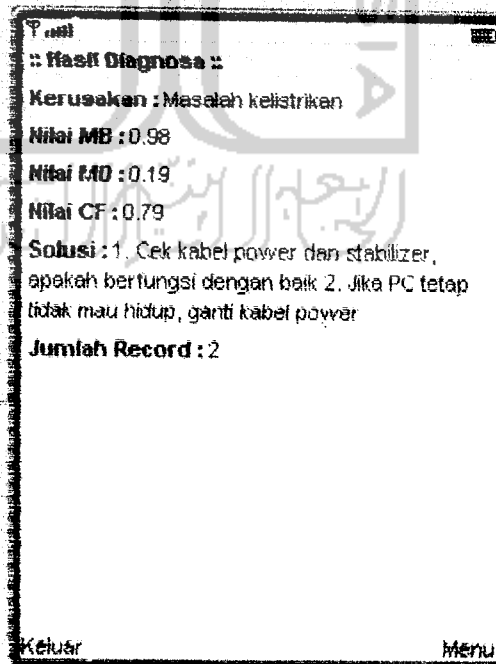 :: Hasil Diagnosa ::
Kerusakan : Masalah kelistrikan
Nilai MB : 0.98
Nilai MD : 0.19
Nilai CF : 0.79
Solusi : 1. Cek kabel power dan stabilizer,
apakah berfungsi dengan baik 2. Jika PC tetap
tidak mau hidup, ganti kabel power
Jumlah Record : 2
Keluar
Menu